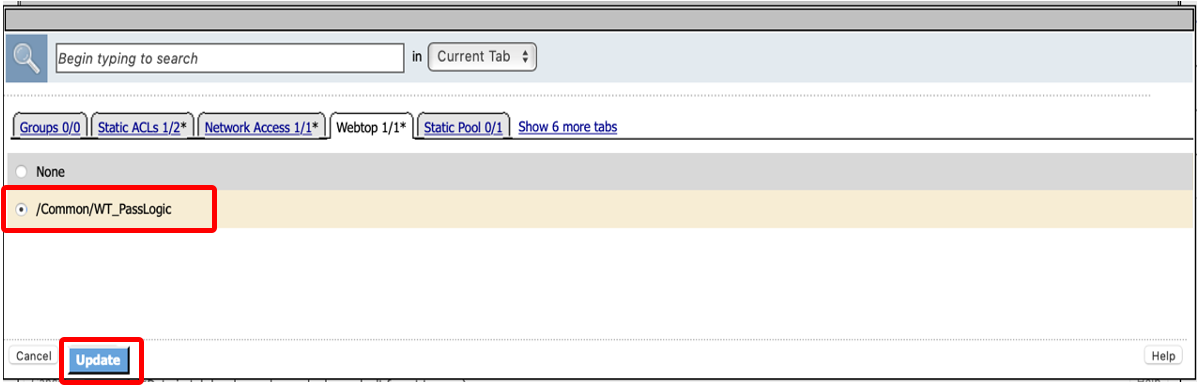 Begin typing to search in Current Tab
Groups 0/0 Static ACLs 1/2* Network Access 1/1* Webtop 1/1* Static Pool 0/1 Show 6 more tabs
None
/Common/WT_PassLogic
Cancel Update Help